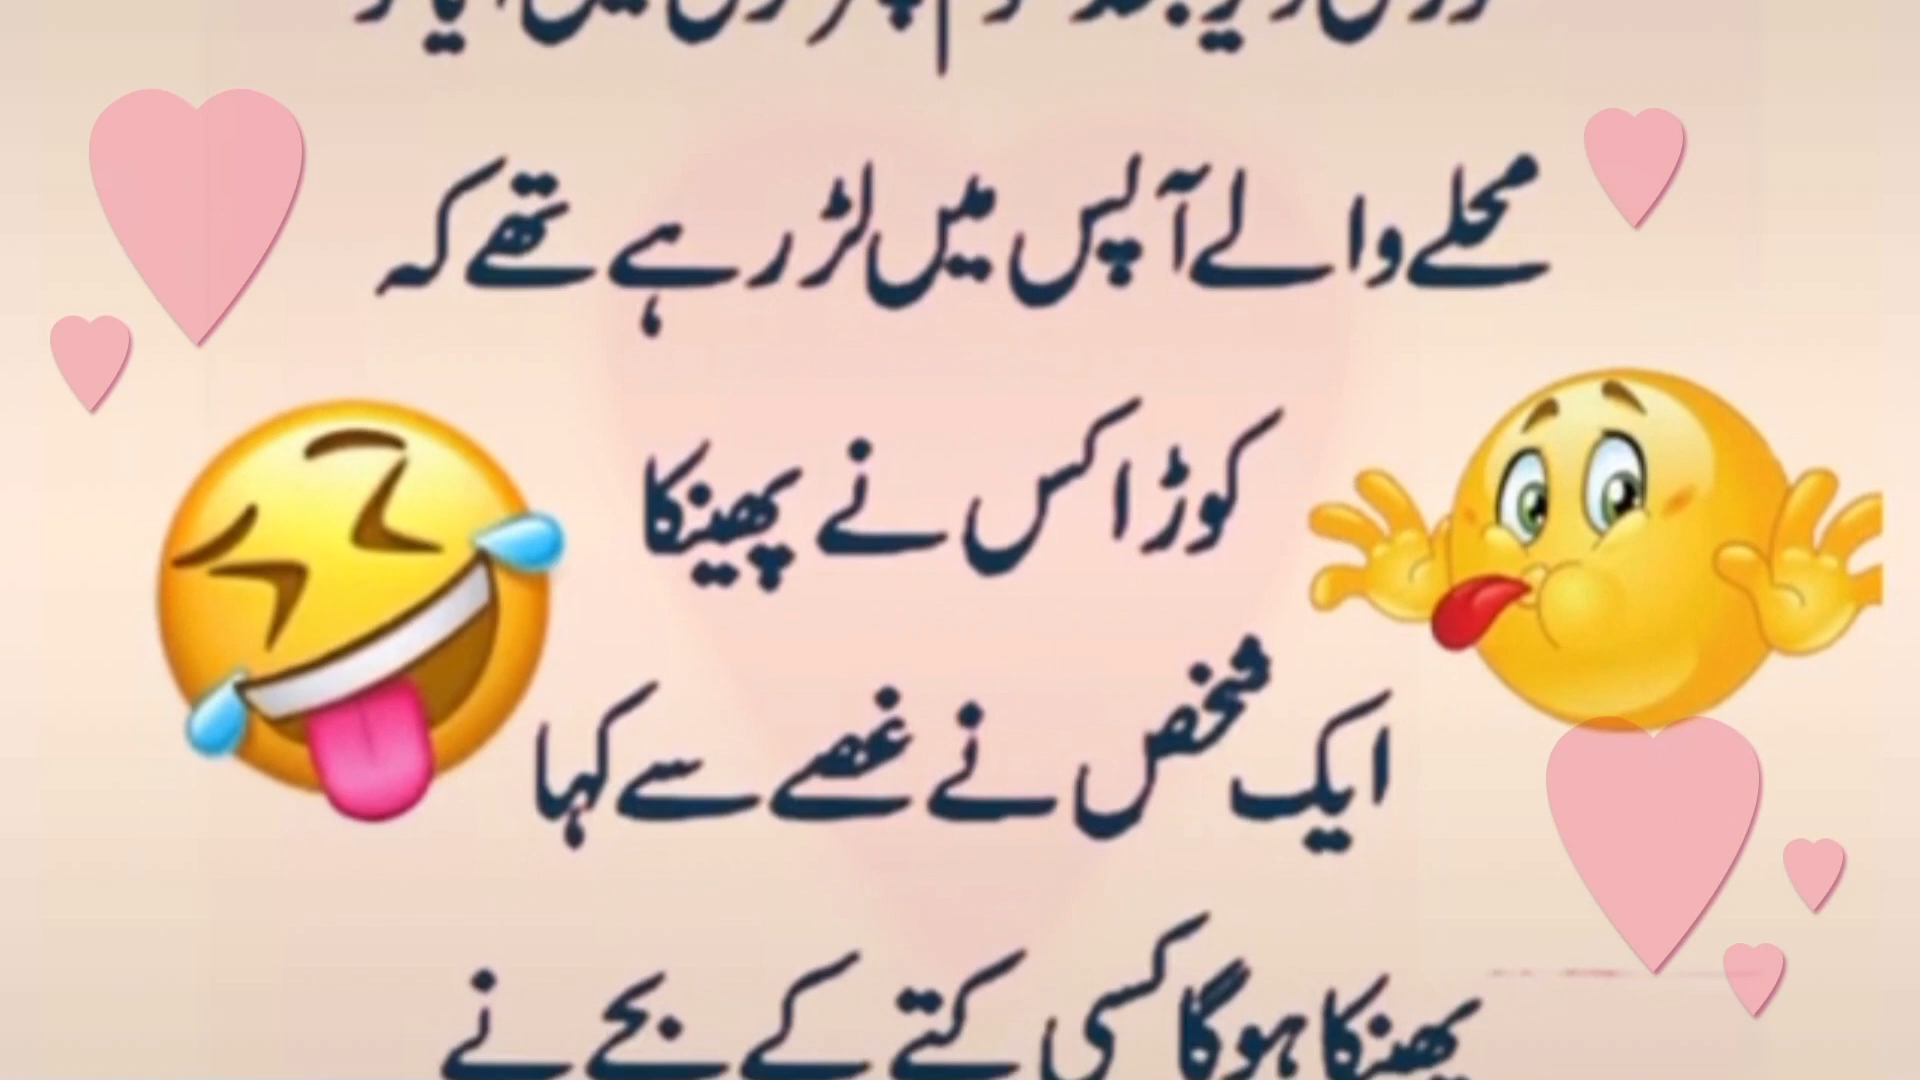 محلے والے آپس میں لڑ رہے تھے کہ
کوڑا کس نے پھینکا
ایک شخص نے غصے سے کہا
پھینکا ہوگا کسی کتے کے بچے نے